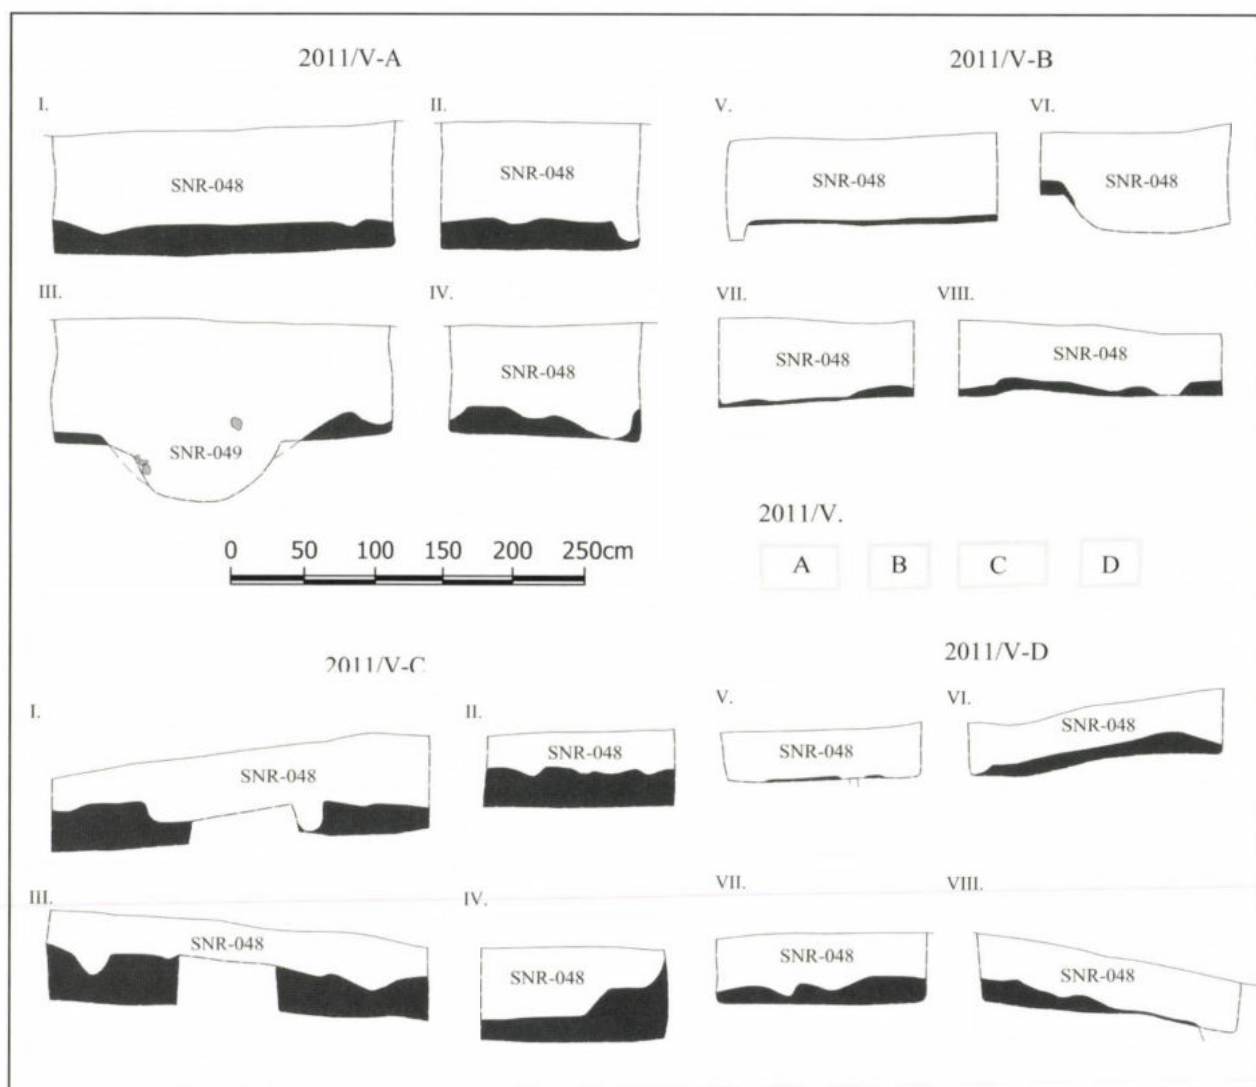 2011/V-A
I.
SNR-048
II.
SNR-048
III.
SNR-049
IV.
SNR-048
2011/V-B
V.
SNR-048
VI.
SNR-048
VII.
SNR-048
VIII.
SNR-048
0 50 100 150 200 250cm
2011/V.
A B C D
2011/V-C
I.
SNR-048
II.
SNR-048
III.
SNR-048
IV.
SNR-048
2011/V-D
V.
SNR-048
VI.
SNR-048
VII.
SNR-048
VIII.
SNR-048